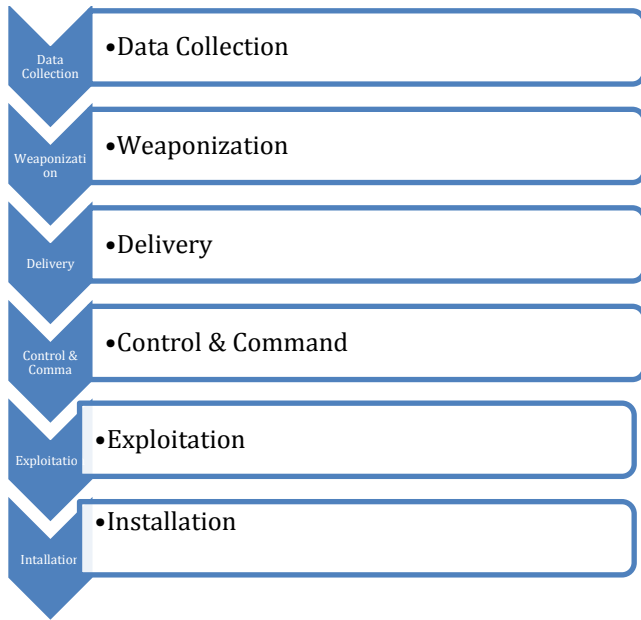 Data
Collection
•Data Collection
Weaponizati
on
•Weaponization
Delivery
•Delivery
Control &
Comma
•Control & Command
Exploitatio
•Exploitation
Intallation
•Installation